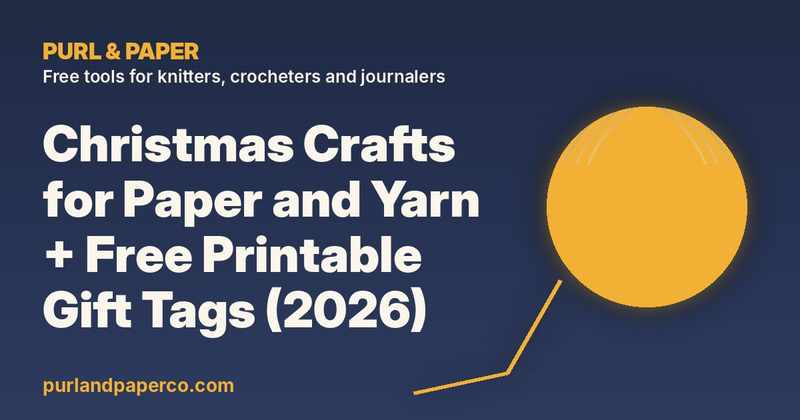 PURL & PAPER
Free tools for knitters, crocheters and journalers
Christmas Crafts
for Paper and Yarn
+ Free Printable
Gift Tags (2026)
purlandpaperco.com